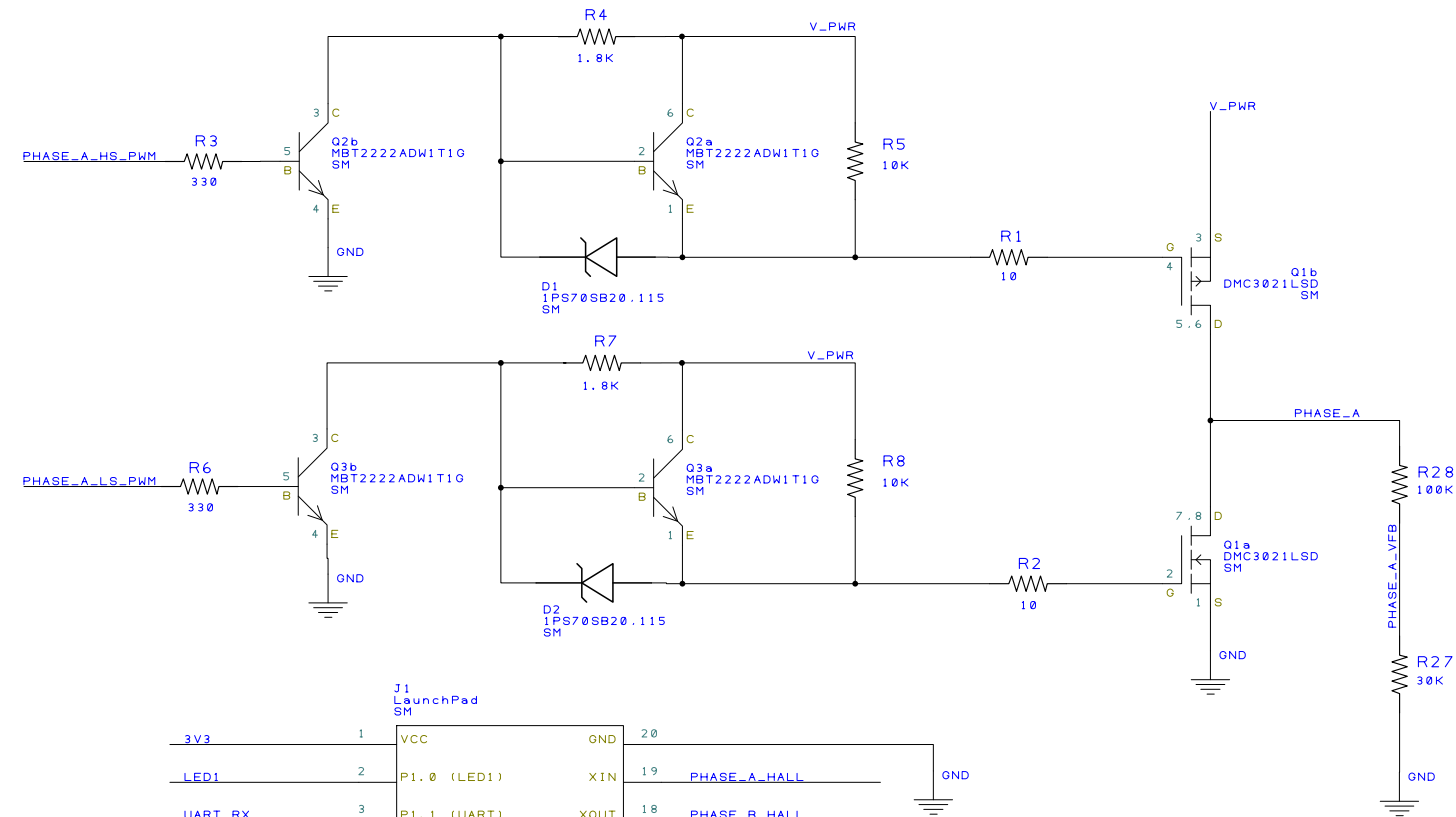 R4
1.8K
V_PWR
3 C
Q2b
MBT2222ADW1T1G
SM
R3
330
PHASE_A_HS_PWM
5
B
4 E
GND
6 C
Q2a
MBT2222ADW1T1G
SM
2
B
1 E
R5
10K
D1
1PS70SB20.115
SM
R1
10
V_PWR
3 S
G
4
Q1b
DMC3021LSD
SM
5.6 D
R7
1.8K
V_PWR
3 C
Q3b
MBT2222ADW1T1G
SM
R6
330
PHASE_A_LS_PWM
5
B
4 E
GND
6 C
Q3a
MBT2222ADW1T1G
SM
2
B
1 E
R8
10K
D2
1PS70SB20.115
SM
R2
10
PHASE_A
7.8 D
Q1a
DMC3021LSD
SM
2
G
1 S
GND
R28
100K
PHASE_A_VFB
R27
30K
GND
J1
LaunchPad
SM
3V3 1 VCC GND 20
GND
LED1 2 P1.0 (LED1) XIN 19 PHASE_A_HALL
UART_RX 3 P1.1 (UART) XOUT 18 PHASE_B_HALL